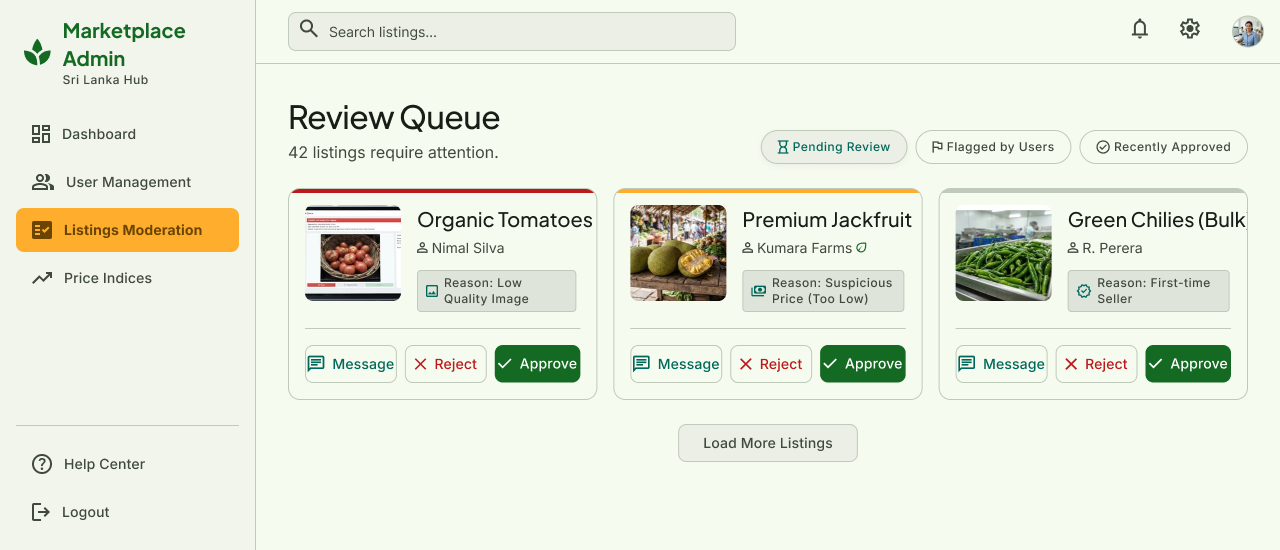 Marketplace
Admin
Sri Lanka Hub
Dashboard
User Management
Listings Moderation
Price Indices
Help Center
Logout
Search listings...
Review Queue
42 listings require attention.
Pending Review
Flagged by Users
Recently Approved
Organic Tomatoes
Nimal Silva
Reason: Low
Quality Image
Message
Reject
Approve
Premium Jackfruit
Kumara Farms
Reason: Suspicious
Price (Too Low)
Message
Reject
Approve
Green Chilies (Bulk
R. Perera
Reason: First-time
Seller
Message
Reject
Approve
Load More Listings